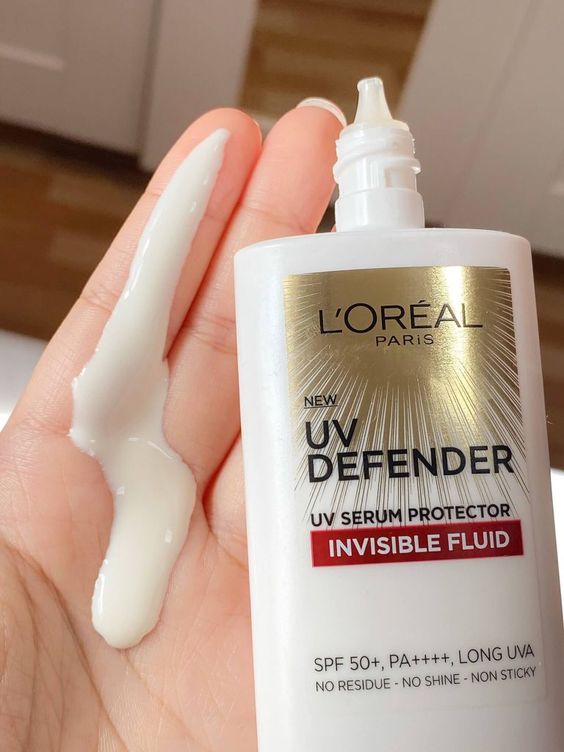 L'ORÉAL
PARIS
NEW
UV
DEFENDER
UV SERUM PROTECTOR
INVISIBLE FLUID
SPF 50+, PA++++, LONG UVA
NO RESIDUE - NO SHINE - NON STICKY